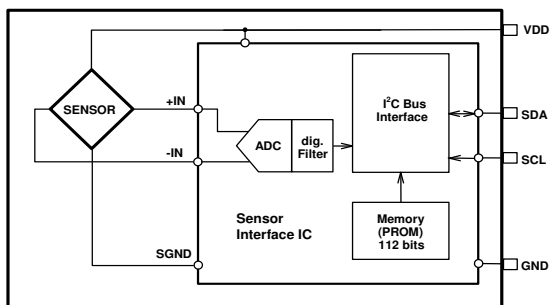 VDD
SENSOR
+IN
-IN
ADC
dig.
Filter
I²C Bus
Interface
SDA
SCL
Sensor
Interface IC
Memory
(PROM)
112 bits
SGND
GND